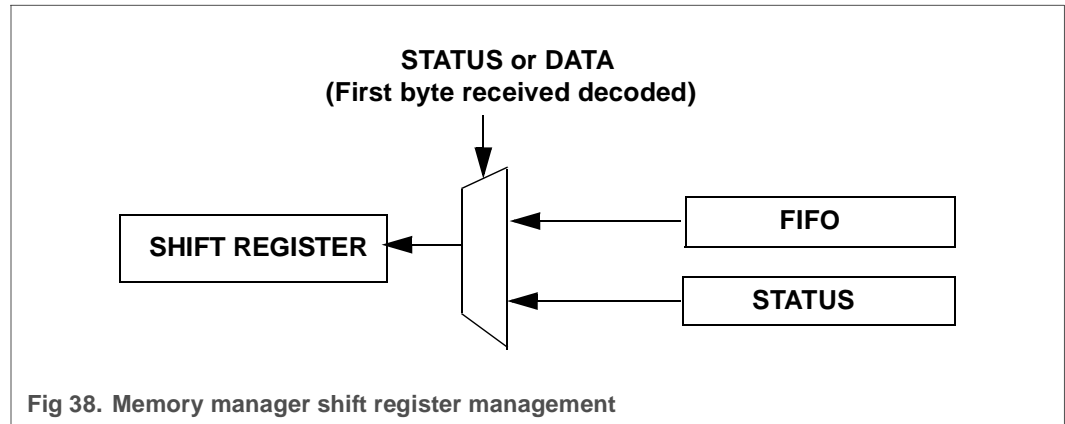 STATUS or DATA
(First byte received decoded)
FIFO
SHIFT REGISTER
STATUS
Fig 38. Memory manager shift register management